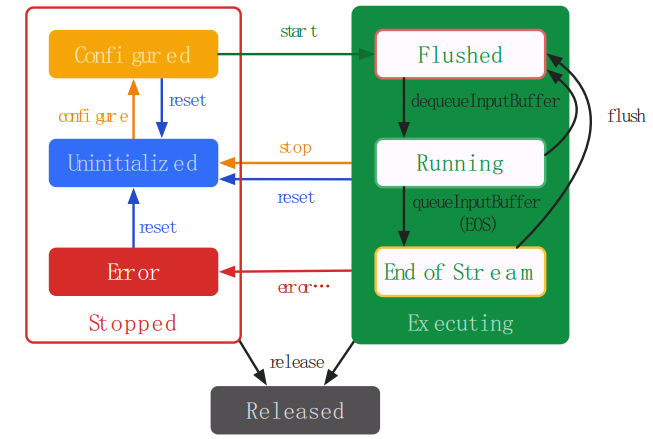 start
Configured
Flushed
reset
configure
dequeueInputBuffer
flush
Uninitialized
stop
Running
reset
queueInputBuffer
(EOS)
reset
Error
error…
End of Stream
Stopped
Executing
release
Released